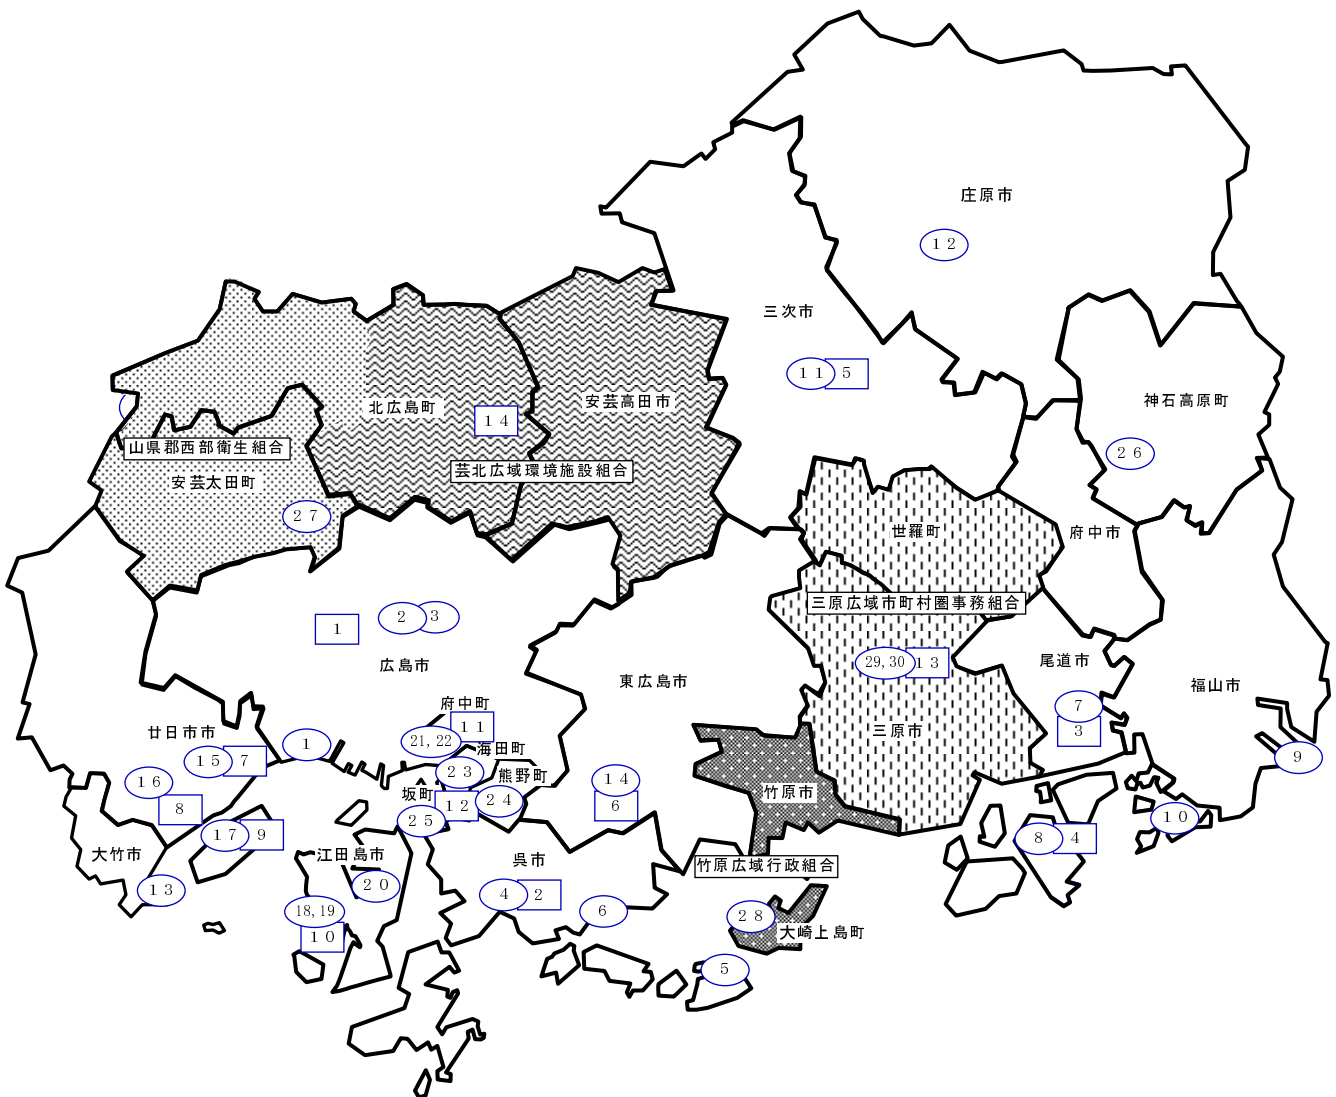 庄原市
１２
三次市
１１
５
神石高原町
２６
北広島町
安芸高田市
１４
山県郡西部衛生組合
芸北広域環境施設組合
安芸太田町
２７
世羅町
府中市
三原広域市町村圏事務組合
１
２
３
広島市
29,30
１３
尾道市
東広島市
福山市
７
３
三原市
府中町
１１
廿日市市
１
21,22
海田町
９
１５
７
２３
熊野町
１６
１４
竹原市
坂町
１２
２４
８
６
２５
１０
１７
９
８
４
大竹市
江田島市
呉市
竹原広域行政組合
１３
２０
４
２
18,19
６
２８
１０
大崎上島町
５